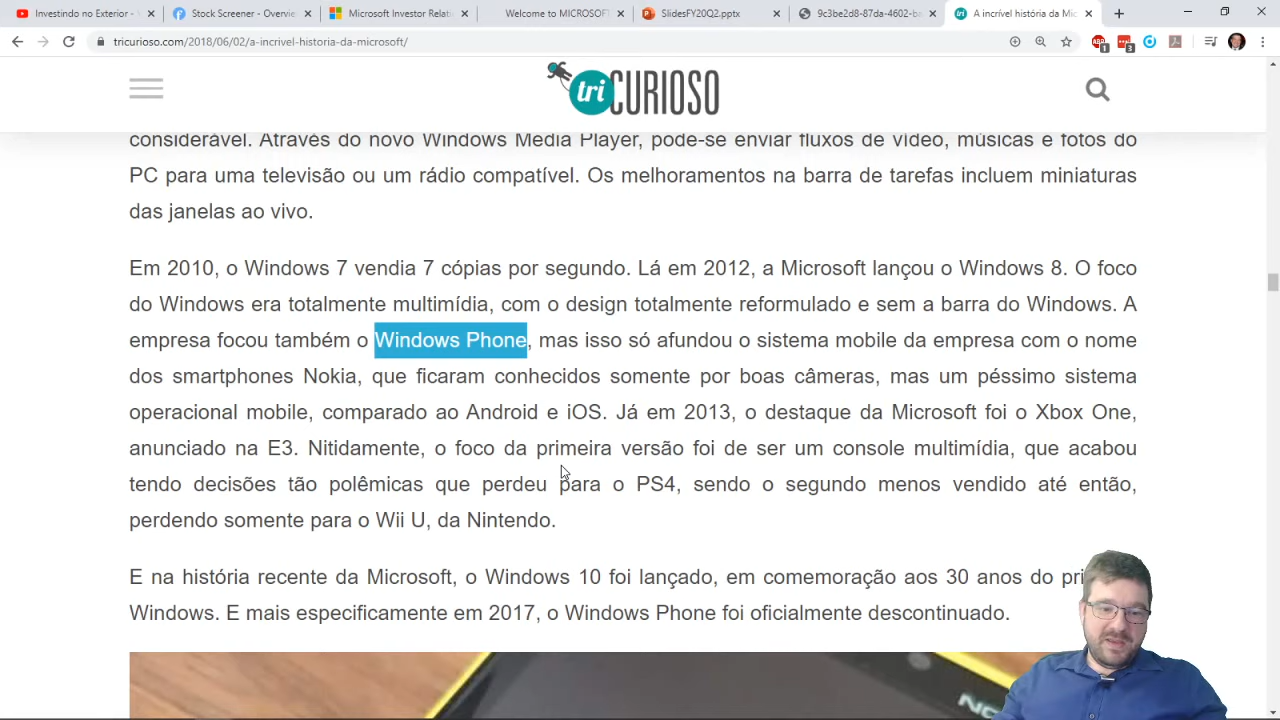 Investindo no Exterior
Stock Screener - Overvie
Microsoft Investor Relat
Welcome to MICROSOFT
SlidesFY20Q2.pptx
9c3be2d8-87da-4602-ba
A incrível história da Mic
tricurioso.com/2018/06/02/a-incrivel-historia-da-microsoft/
1
3
tri CURIOSO
considerável. Através do novo Windows Media Player, pode-se enviar fluxos de vídeo, músicas e fotos do
PC para uma televisão ou um rádio compatível. Os melhoramentos na barra de tarefas incluem miniaturas
das janelas ao vivo.
Em 2010, o Windows 7 vendia 7 cópias por segundo. Lá em 2012, a Microsoft lançou o Windows 8. O foco
do Windows era totalmente multimídia, com o design totalmente reformulado e sem a barra do Windows. A
empresa focou também o Windows Phone, mas isso só afundou o sistema mobile da empresa com o nome
dos smartphones Nokia, que ficaram conhecidos somente por boas câmeras, mas um péssimo sistema
operacional mobile, comparado ao Android e iOS. Já em 2013, o destaque da Microsoft foi o Xbox One,
anunciado na E3. Nitidamente, o foco da primeira versão foi de ser um console multimídia, que acabou
tendo decisões tão polêmicas que perdeu para o PS4, sendo o segundo menos vendido até então,
perdendo somente para o Wii U, da Nintendo.
E na história recente da Microsoft, o Windows 10 foi lançado, em comemoração aos 30 anos do pri
Windows. E mais especificamente em 2017, o Windows Phone foi oficialmente descontinuado.
NO